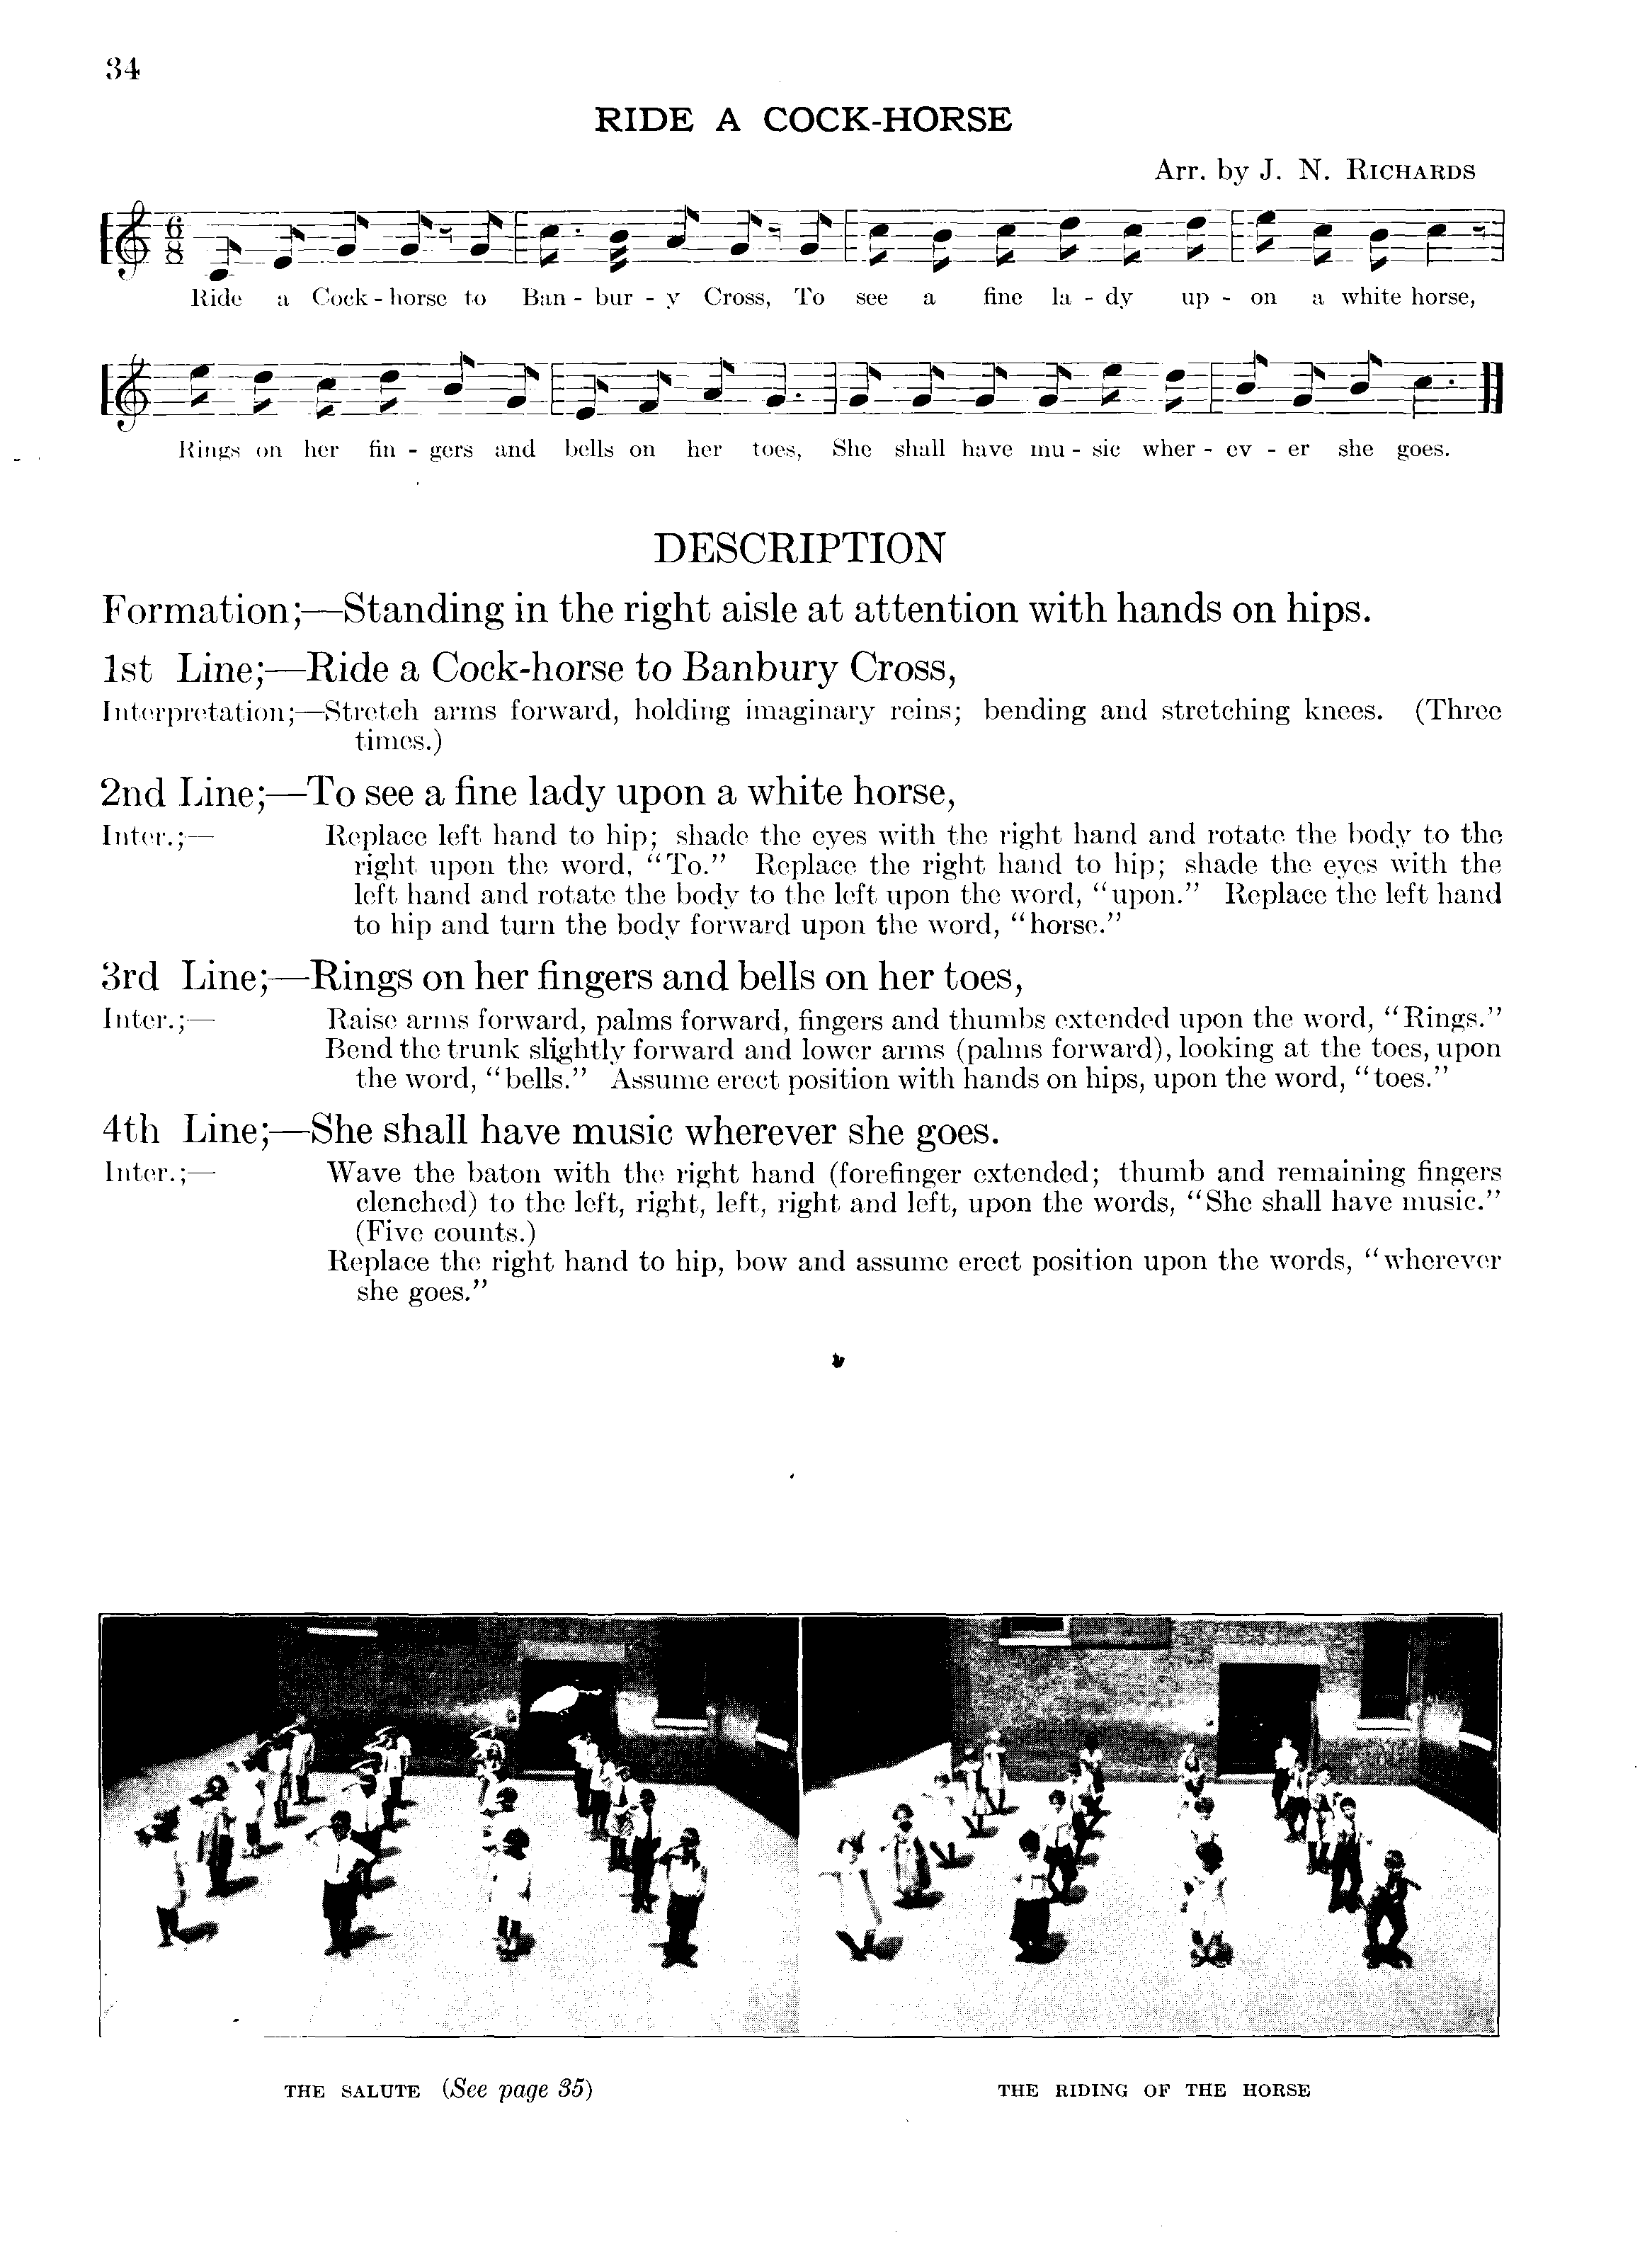 34
RIDE A COCK-HORSE
Arr. by J. N. RICHARDS
6
8
Ride a Cock - horse to Ban - bur - y Cross, To see a fine la - dy up - on a white horse,
Rings on her fin - gers and bells on her toes, She shall have mu - sic wher - ev - er she goes.
DESCRIPTION
Formation;—Standing in the right aisle at attention with hands on hips.
1st Line;—Ride a Cock-horse to Banbury Cross,
Interpretation;—Stretch arms forward, holding imaginary reins; bending and stretching knees. (Three
times.)
2nd Line;—To see a fine lady upon a white horse,
Inter.;— Replace left hand to hip; shade the eyes with the right hand and rotate the body to the
right upon the word, “To.” Replace the right hand to hip; shade the eyes with the
left hand and rotate the body to the left upon the word, “upon.” Replace the left hand
to hip and turn the body forward upon the word, “horse.”
3rd Line;—Rings on her fingers and bells on her toes,
Inter.;— Raise arms forward, palms forward, fingers and thumbs extended upon the word, “Rings.”
Bend the trunk slightly forward and lower arms (palms forward), looking at the toes, upon
the word, “bells.” Assume erect position with hands on hips, upon the word, “toes.”
4th Line;—She shall have music wherever she goes.
Inter.;— Wave the baton with the right hand (forefinger extended; thumb and remaining fingers
clenched) to the left, right, left, right and left, upon the words, “She shall have music.”
(Five counts.)
Replace the right hand to hip, bow and assume erect position upon the words, “wherever
she goes.”
THE SALUTE (See page 35)
THE RIDING OF THE HORSE